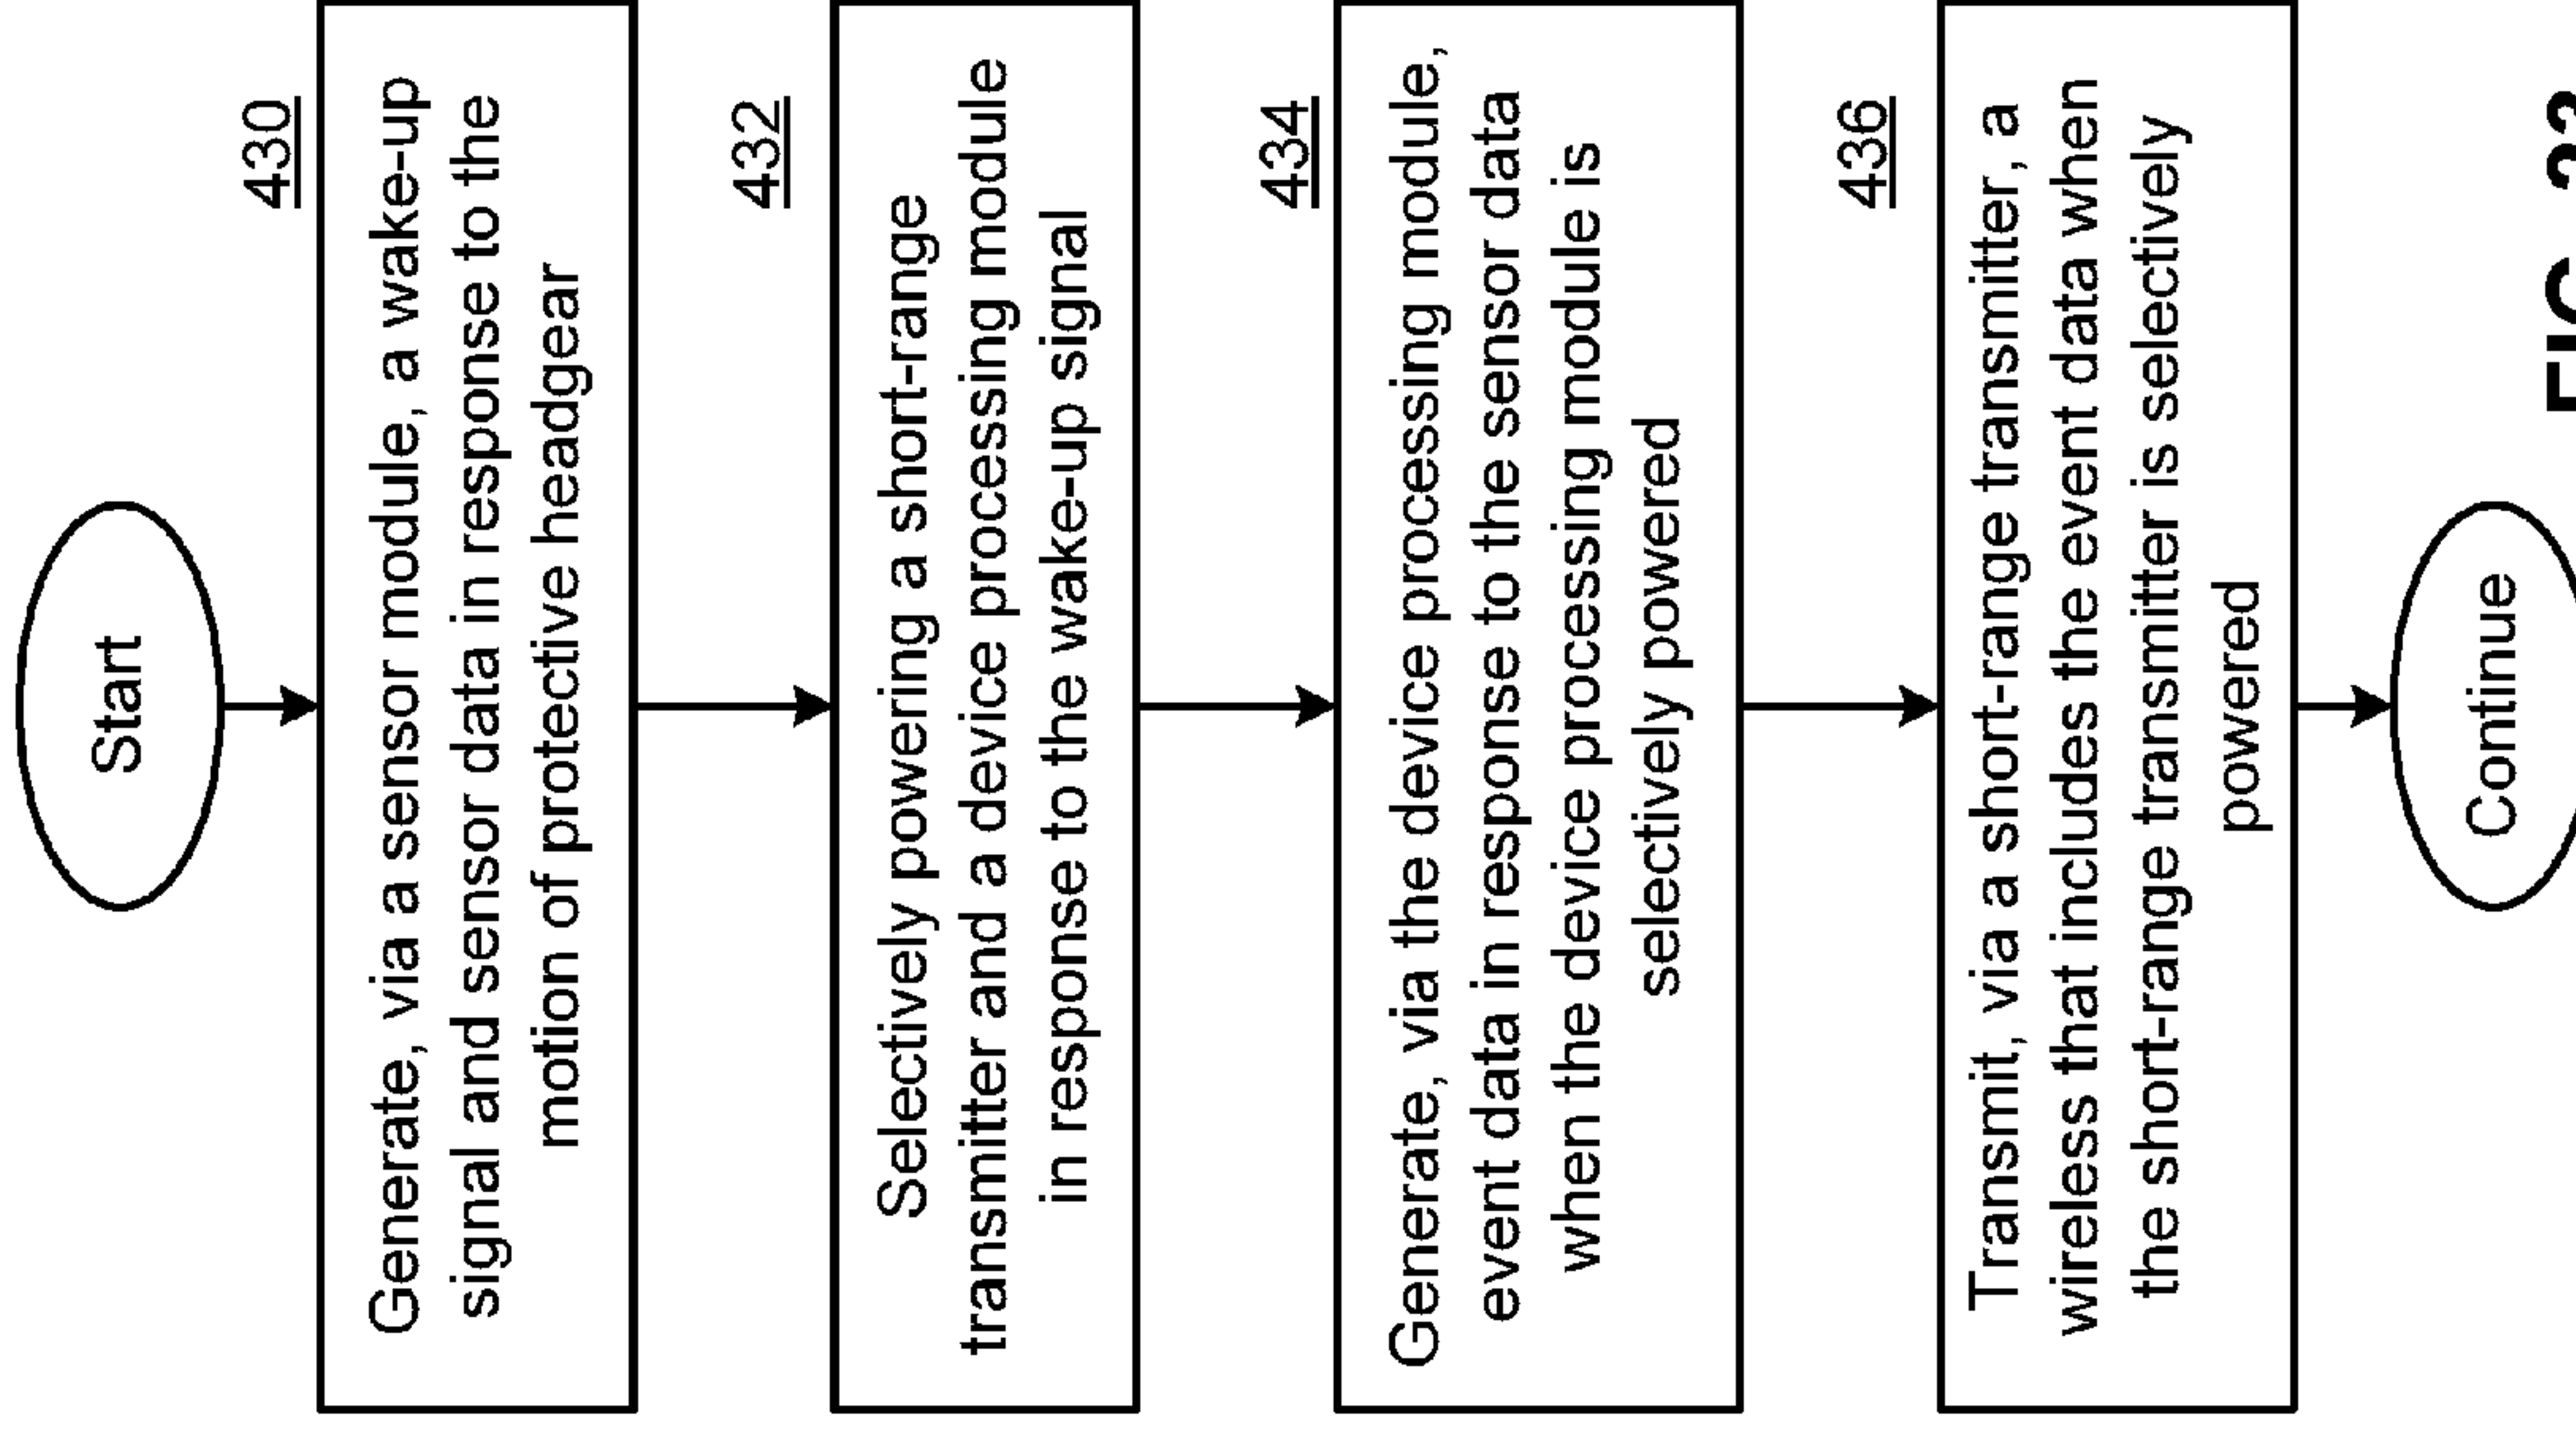 Start
430
Generate, via a sensor module, a wake-up
signal and sensor data in response to the
motion of protective headgear
432
Selectively powering a short-range
transmitter and a device processing module
in response to the wake-up signal
434
Generate, via the device processing module,
event data in response to the sensor data
when the device processing module is
selectively powered
436
Transmit, via a short-range transmitter, a
wireless that includes the event data when
the short-range transmitter is selectively
powered
Continue